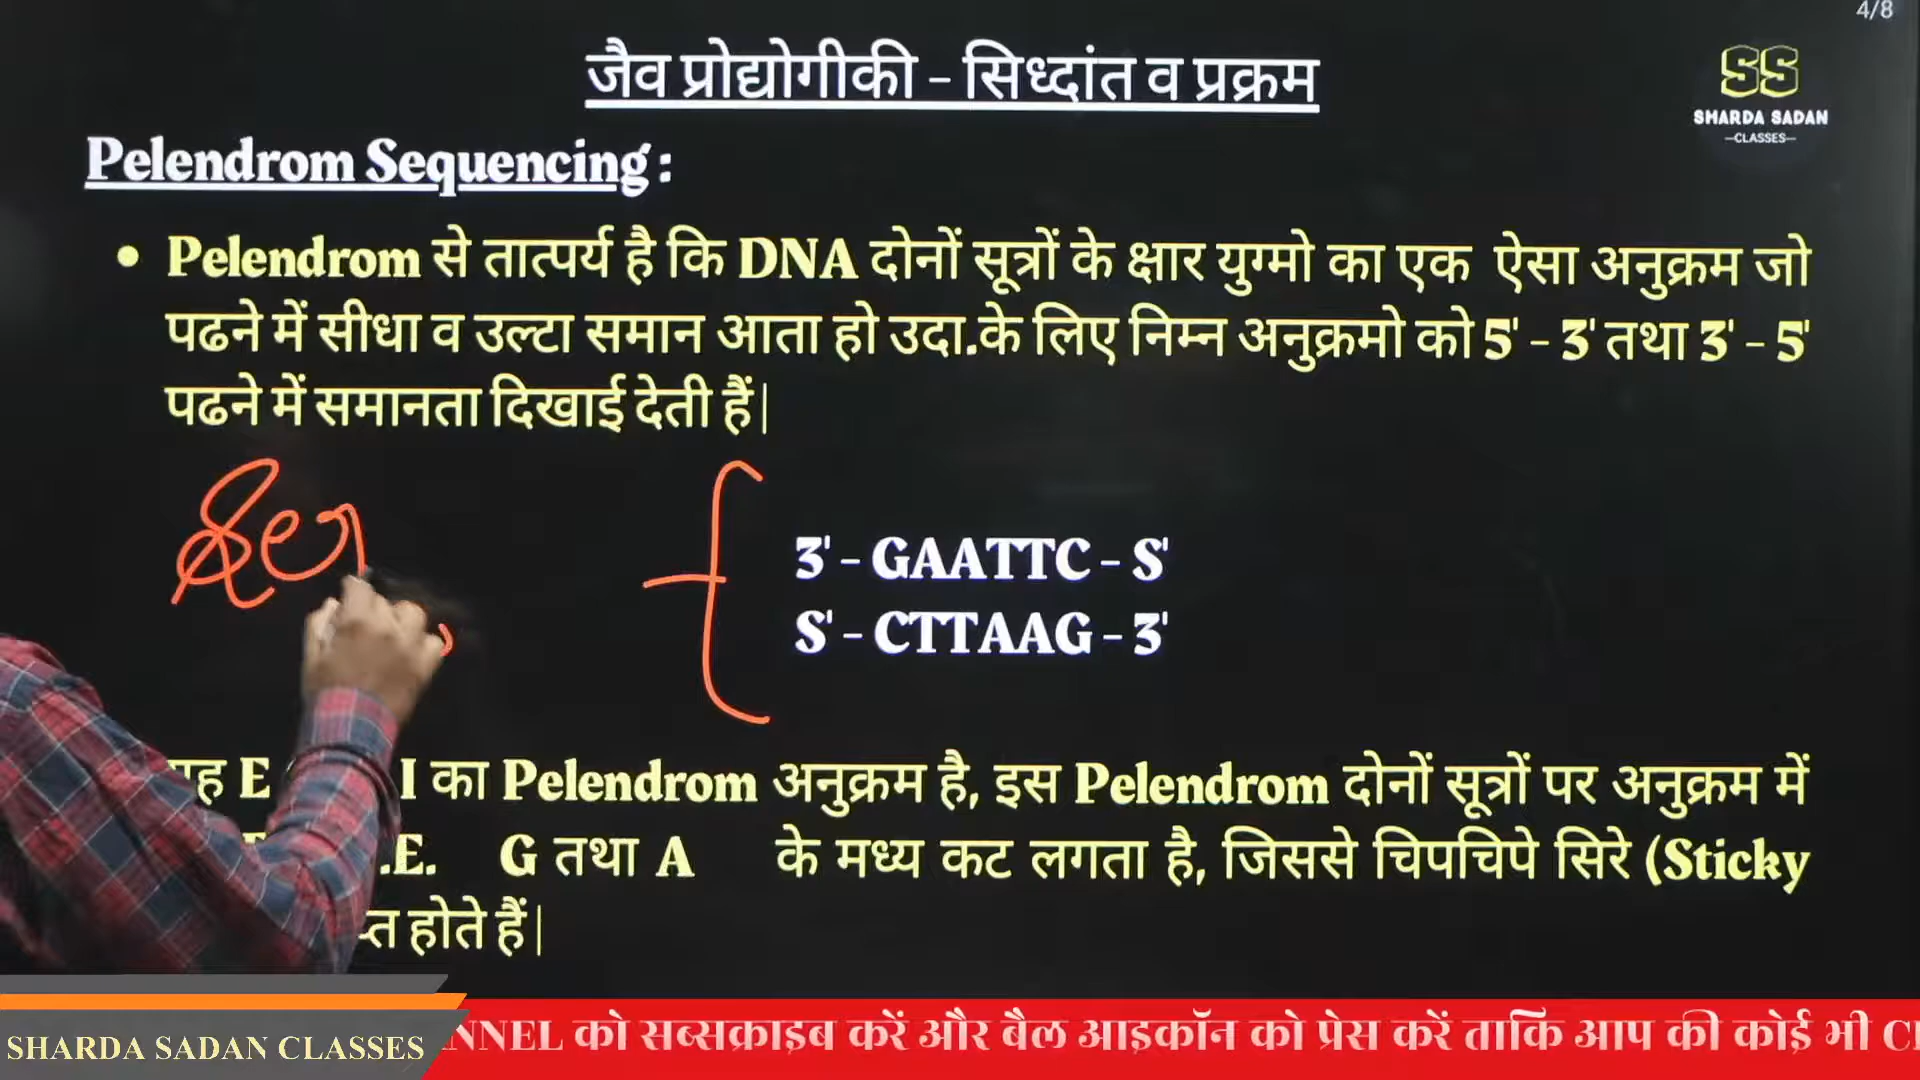 4/8
जैव प्रोद्योगीकी - सिध्दांत व प्रक्रम
SS
SHARDA SADAN
—CLASSES—
Pelendrom Sequencing :
• Pelendrom से तात्पर्य है कि DNA दोनों सूत्रों के क्षार युग्मो का एक ऐसा अनुक्रम जो
पढने में सीधा व उल्टा समान आता हो उदा.के लिए निम्न अनुक्रमो को 5' - 3' तथा 3' - 5'
पढने में समानता दिखाई देती हैं|
3' - GAATTC - S'
S' - CTTAAG - 3'
यह E I का Pelendrom अनुक्रम है, इस Pelendrom दोनों सूत्रों पर अनुक्रम में
.E. G तथा A के मध्य कट लगता है, जिससे चिपचिपे सिरे (Sticky
होते हैं|
SHARDA SADAN CLASSES
NNEL को सब्सक्राइब करें और बैल आइकॉन को प्रेस करें ताकि आप की कोई भी